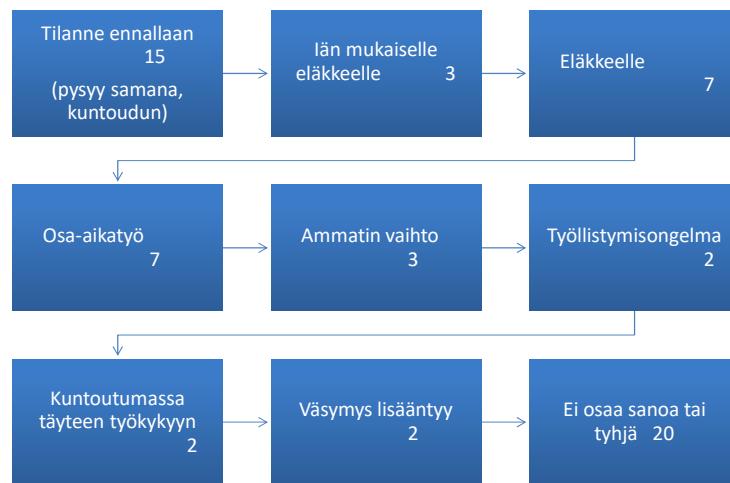 Tilanne ennallaan
15
(pysyy samana,
kuntoudun)
Iän mukaiselle
eläkkeelle 3
Eläkkeelle
7
Osa-aikatyö
7
Ammatin vaihto
3
Työllistymisongelma
2
Kuntoutumassa
täyteen työkykyyn
2
Väsymys lisääntyy
2
Ei osaa sanoa tai
tyhjä 20